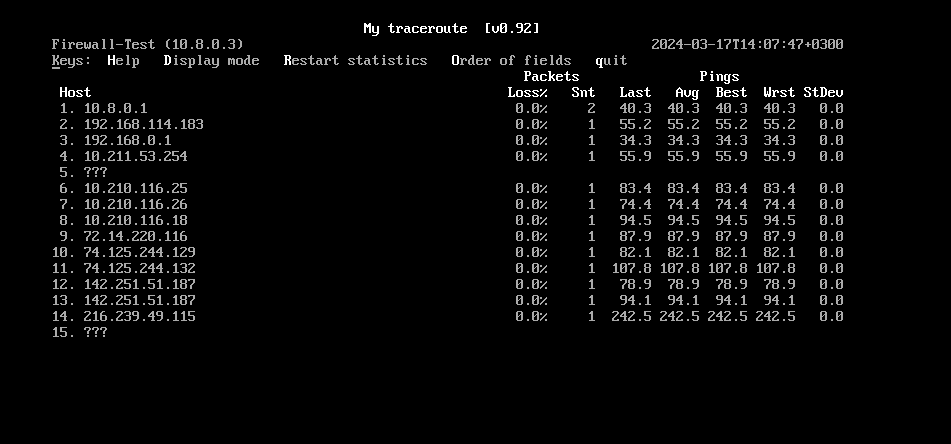 My traceroute  [v0.92]
Firewall-Test (10.8.0.3)                                                   2024-03-17T14:07:47+0300
Keys:  Help   Display mode   Restart statistics   Order of fields   quit
                                                           Packets               Pings
 Host                                                    Loss%   Snt   Last   Avg  Best  Wrst StDev
 1. 10.8.0.1                                              0.0%     2   40.3  40.3  40.3  40.3   0.0
 2. 192.168.114.183                                       0.0%     1   55.2  55.2  55.2  55.2   0.0
 3. 192.168.0.1                                           0.0%     1   34.3  34.3  34.3  34.3   0.0
 4. 10.211.53.254                                         0.0%     1   55.9  55.9  55.9  55.9   0.0
 5. ???
 6. 10.210.116.25                                         0.0%     1   83.4  83.4  83.4  83.4   0.0
 7. 10.210.116.26                                         0.0%     1   74.4  74.4  74.4  74.4   0.0
 8. 10.210.116.18                                         0.0%     1   94.5  94.5  94.5  94.5   0.0
 9. 72.14.220.116                                         0.0%     1   87.9  87.9  87.9  87.9   0.0
10. 74.125.244.129                                        0.0%     1   82.1  82.1  82.1  82.1   0.0
11. 74.125.244.132                                        0.0%     1  107.8 107.8 107.8 107.8   0.0
12. 142.251.51.187                                        0.0%     1   78.9  78.9  78.9  78.9   0.0
13. 142.251.51.187                                        0.0%     1   94.1  94.1  94.1  94.1   0.0
14. 216.239.49.115                                        0.0%     1  242.5 242.5 242.5 242.5   0.0
15. ???